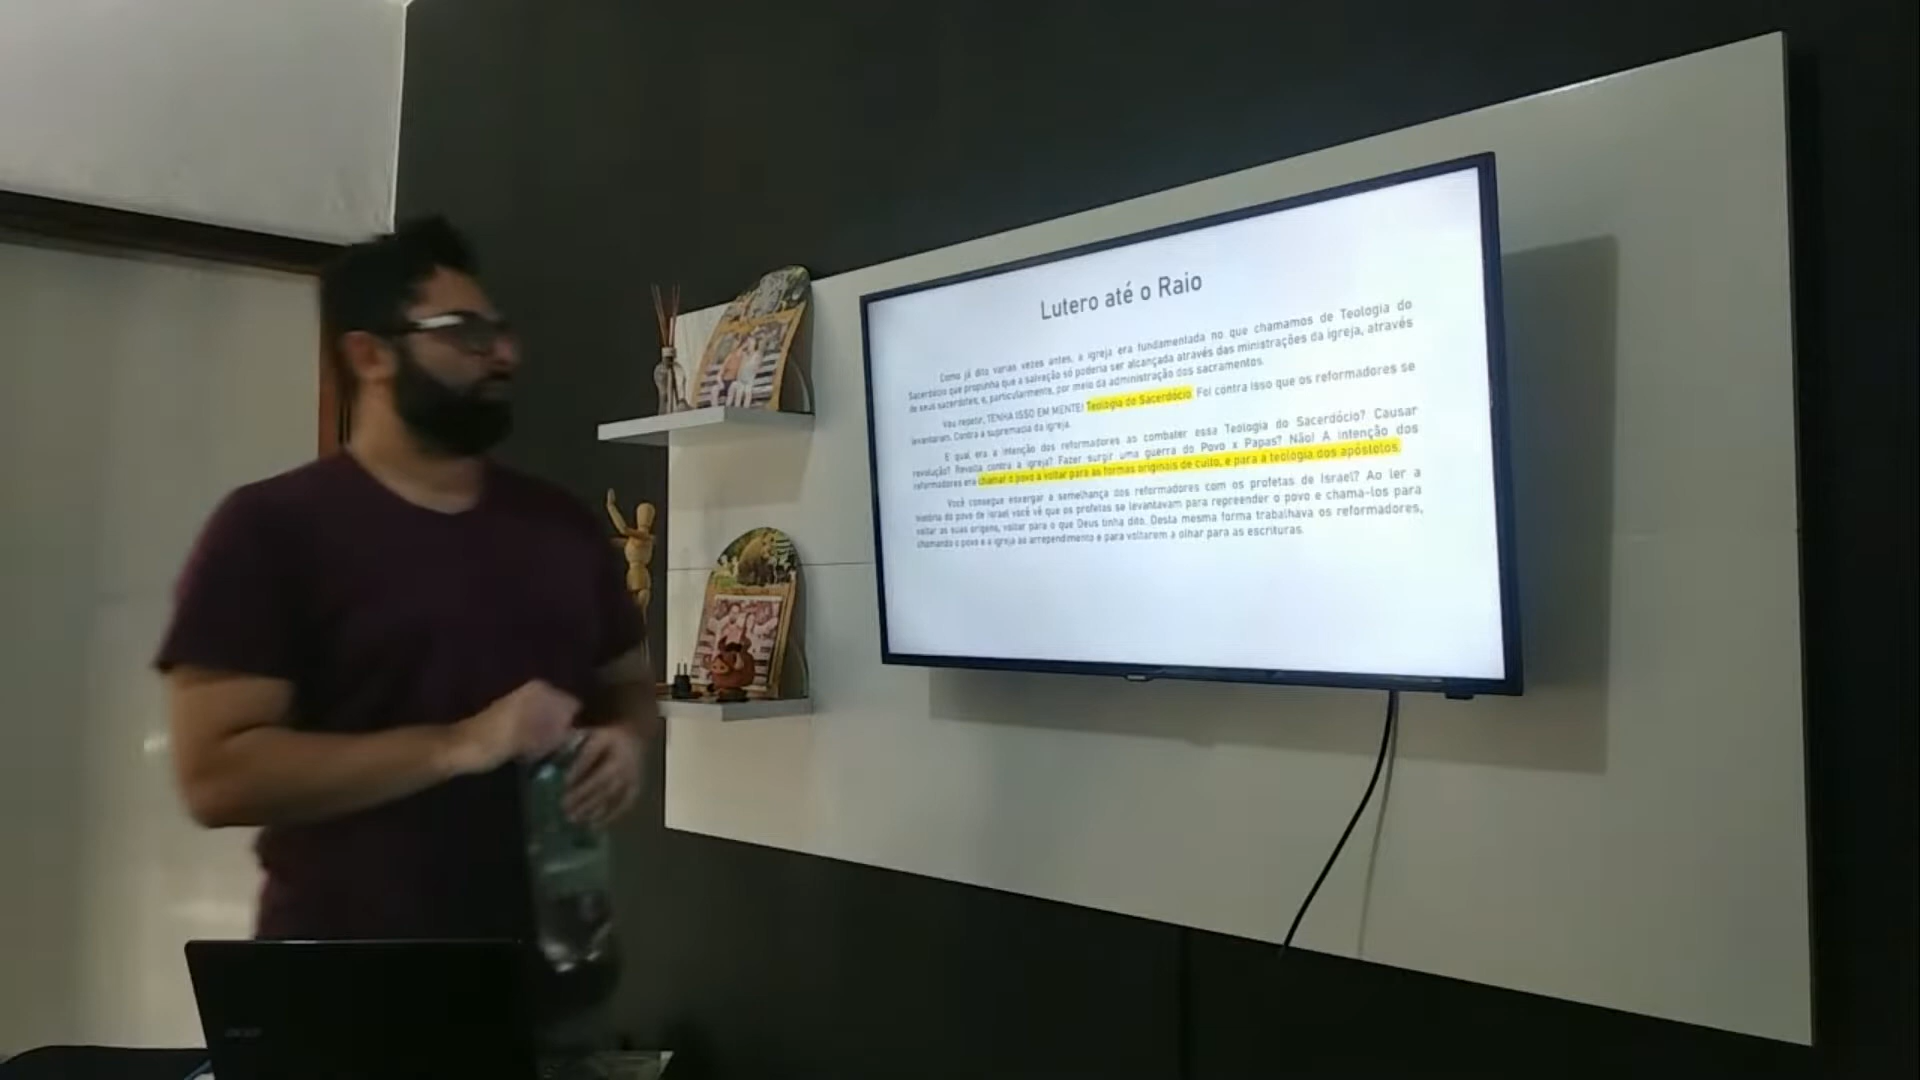 Lutero até o Raio
Como já dito varias vezes antes, a igreja era fundamentada no que chamamos de Teologia do
Sacerdócio que propunha que a salvação só poderia ser alcançada através das ministrações da igreja, através
de seus sacerdotes, e, particularmente, por meio da administração dos sacramentos.
Vou repetir, TENHA ISSO EM MENTE! Teologia do Sacerdócio. Foi contra isso que os reformadores se
levantaram. Contra a supremacia da igreja.
E qual era a intenção dos reformadores ao combater essa Teologia do Sacerdócio? Causar
revolução? Revolta contra a igreja? Fazer surgir uma guerra do Povo x Papas? Não! A intenção dos
reformadores era chamar o povo a voltar para as formas originais de culto, e para a teologia dos apóstolos.
Você consegue enxergar a semelhança dos reformadores com os profetas de Israel? Ao ler a
história do povo de Israel você vê que os profetas se levantavam para repreender o povo e chama-los para
voltar as suas origens, voltar para o que Deus tinha dito. Desta mesma forma trabalhava os reformadores,
chamando o povo e a igreja ao arrependimento e para voltarem a olhar para as escrituras.
acer